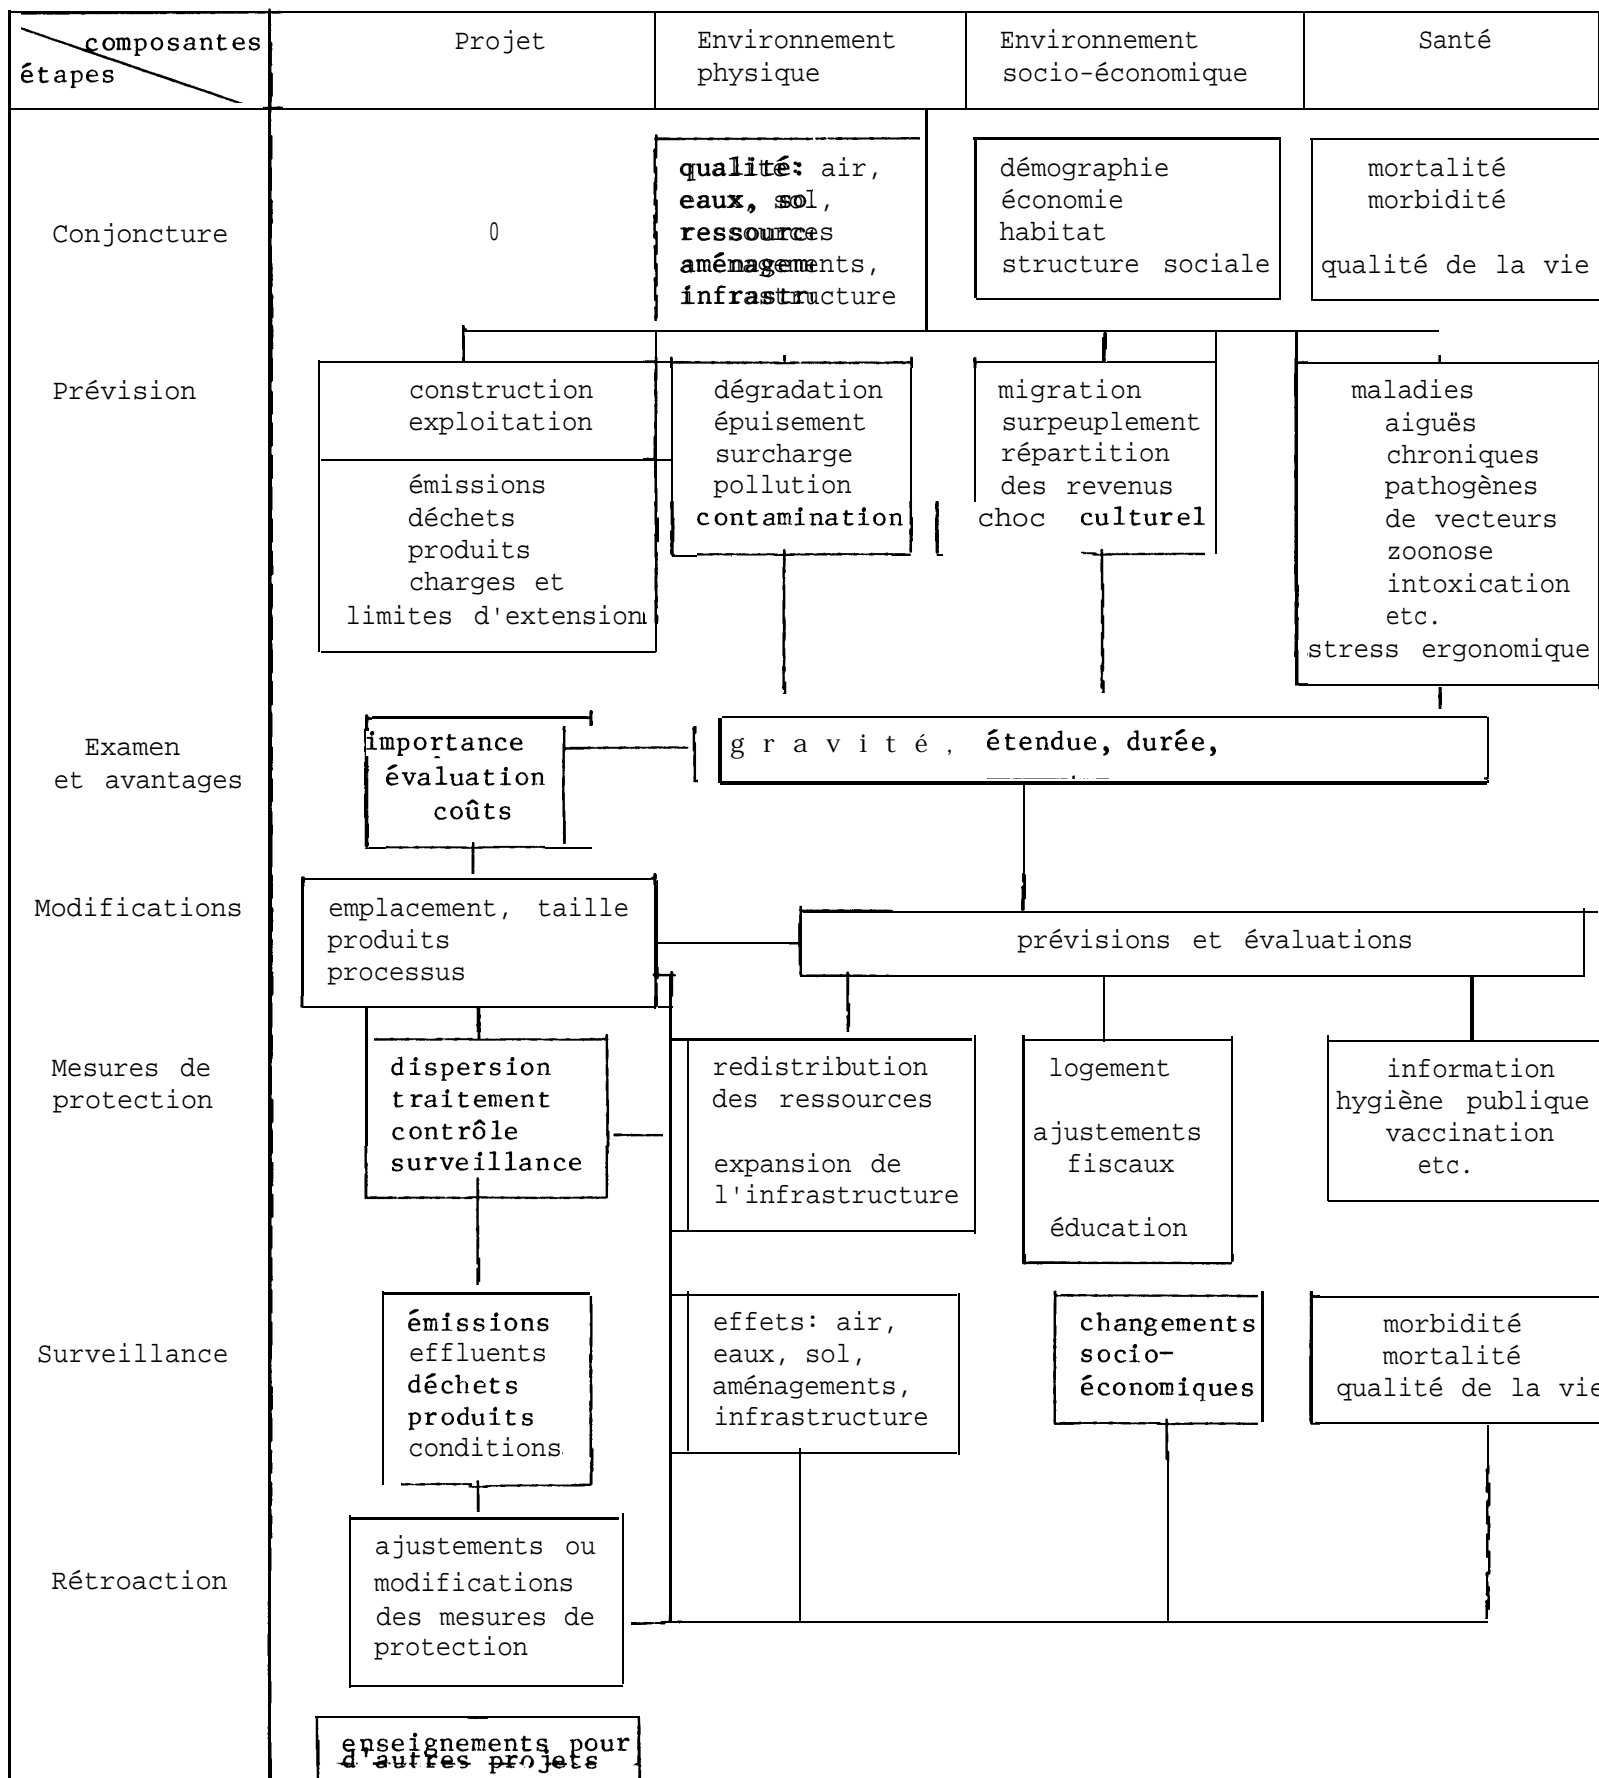 composantes
étapes
Projet
Environnement
physique
Environnement
socio-économique
Santé
Conjoncture
0
qualité: air,
eaux, sol,
ressources
aménagements,
infrastructure
démographie
économie
habitat
structure sociale
mortalité
morbidité
qualité de la vie
Prévision
construction
exploitation
émissions
déchets
produits
charges et
limites d'extension
dégradation
épuisement
surcharge
pollution
contamination
migration
surpeuplement
répartition
des revenus
choc culturel
maladies
aiguës
chroniques
pathogènes
de vecteurs
zoonose
intoxication
etc.
stress ergonomique
Examen
et avantages
importance
évaluation
coûts
gravité, étendue, durée,
Modifications
emplacement, taille
produits
processus
prévisions et évaluations
Mesures de
protection
dispersion
traitement
contrôle
surveillance
redistribution
des ressources
expansion de
l'infrastructure
logement
ajustements
fiscaux
éducation
information
hygiène publique
vaccination
etc.
Surveillance
émissions
effluents
déchets
produits
conditions
effets: air,
eaux, sol,
aménagements,
infrastructure
changements
socio-
économiques
morbidité
mortalité
qualité de la vie
Rétroaction
ajustements ou
modifications
des mesures de
protection
enseignements pour
d'autres projets